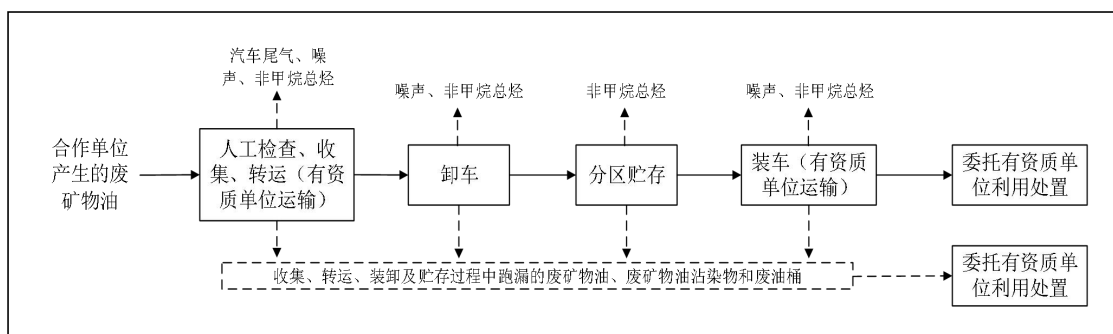 汽车尾气、噪
声、非甲烷总烃
噪声、非甲烷总烃
非甲烷总烃
噪声、非甲烷总烃
合作单位
产生的废
矿物油
人工检查、收
集、转运（有资
质单位运输）
卸车
分区贮存
装车（有资质
单位运输）
委托有资质单
位利用处置
收集、转运、装卸及贮存过程中跑漏的废矿物油、废矿物油沾染物和废油桶
委托有资质单
位利用处置